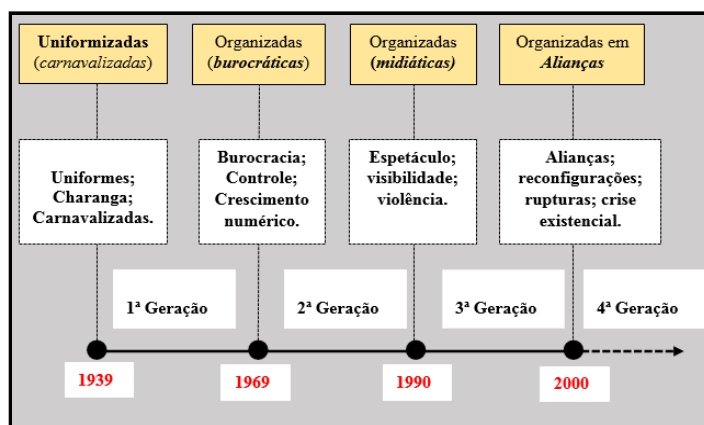 Uniformizadas
(carnavalizadas)
Organizadas
(burocráticas)
Organizadas
(midiáticas)
Organizadas em
Alianças
Uniformes;
Charanga;
Carnavalizadas.
Burocracia;
Controle;
Crescimento
numérico.
Espetáculo;
visibilidade;
violência.
Alianças;
reconfigurações;
rupturas; crise
existencial.
1ª Geração
2ª Geração
3ª Geração
4ª Geração
1939
1969
1990
2000